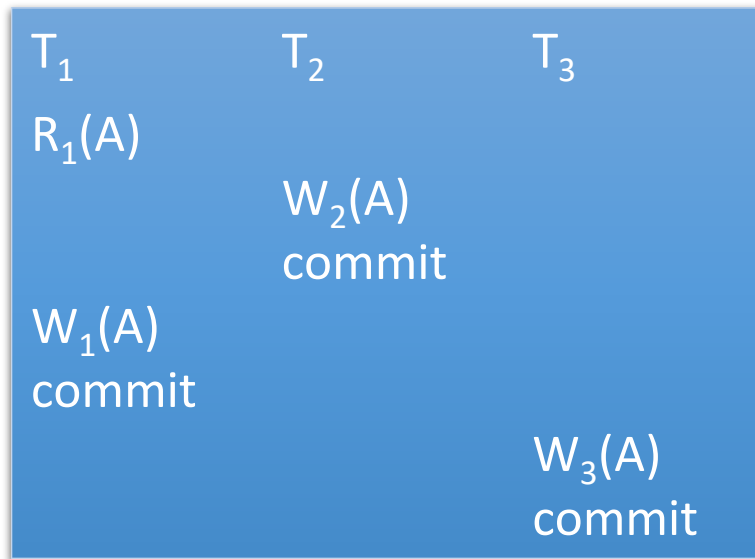 T₁ T₂ T₃
R₁(A)
W₂(A)
commit
W₁(A)
commit
W₃(A)
commit